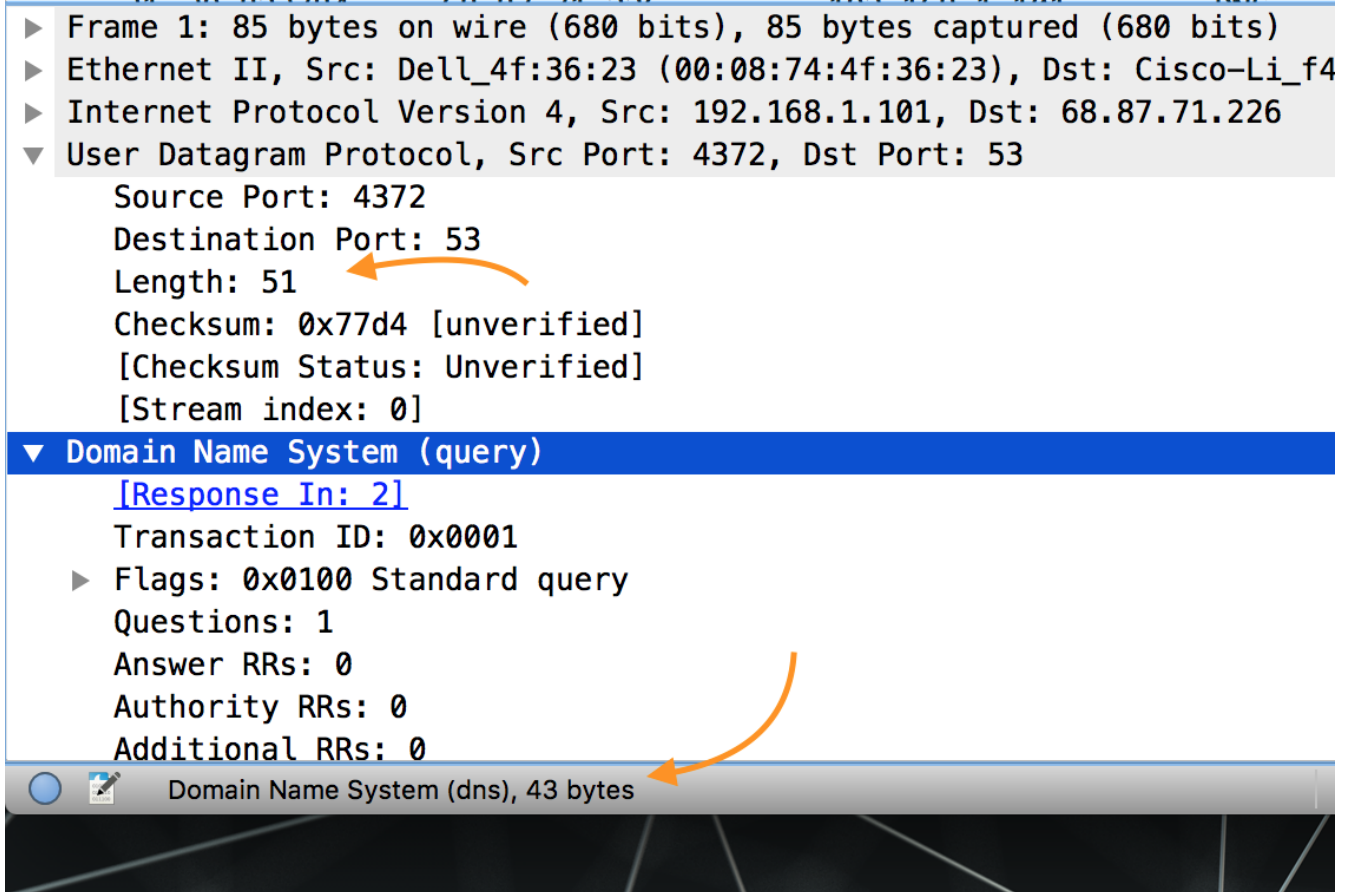 Frame 1: 85 bytes on wire (680 bits), 85 bytes captured (680 bits)
Ethernet II, Src: Dell_4f:36:23 (00:08:74:4f:36:23), Dst: Cisco-Li_f4
Internet Protocol Version 4, Src: 192.168.1.101, Dst: 68.87.71.226
User Datagram Protocol, Src Port: 4372, Dst Port: 53
Source Port: 4372
Destination Port: 53
Length: 51
Checksum: 0x77d4 [unverified]
[Checksum Status: Unverified]
[Stream index: 0]
Domain Name System (query)
[Response In: 2]
Transaction ID: 0x0001
Flags: 0x0100 Standard query
Questions: 1
Answer RRs: 0
Authority RRs: 0
Additional RRs: 0
Domain Name System (dns), 43 bytes